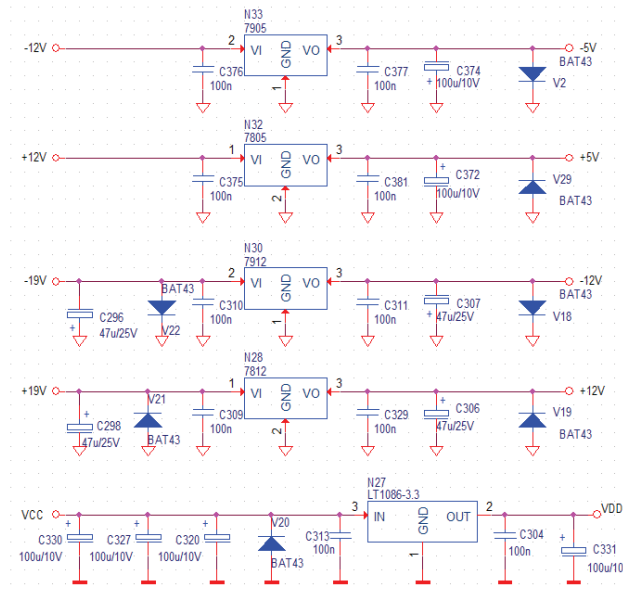 N33
7905
-12V
2
VI
GND
VO
3
-5V
BAT43
C376
100n
C377
100n
C374
100u/10V
+
V2
1
N32
7805
+12V
1
VI
GND
VO
3
+5V
C375
100n
C381
100n
+
C372
100u/10V
V29
BAT43
2
N30
7912
-19V
2
VI
GND
VO
3
-12V
BAT43
BAT43
C296
47u/25V
+
V22
C310
100n
C311
100n
C307
47u/25V
+
V18
1
N28
7812
+19V
1
VI
GND
VO
3
+12V
V21
+
C298
47u/25V
BAT43
C309
100n
C329
100n
+
C306
47u/25V
V19
BAT43
2
N27
LT1086-3.3
VCC
3
IN
GND
OUT
2
VDD
+
C330
100u/10V
+
C327
100u/10V
+
C320
100u/10V
V20
BAT43
C313
100n
C304
100n
+
C331
100u/10
1